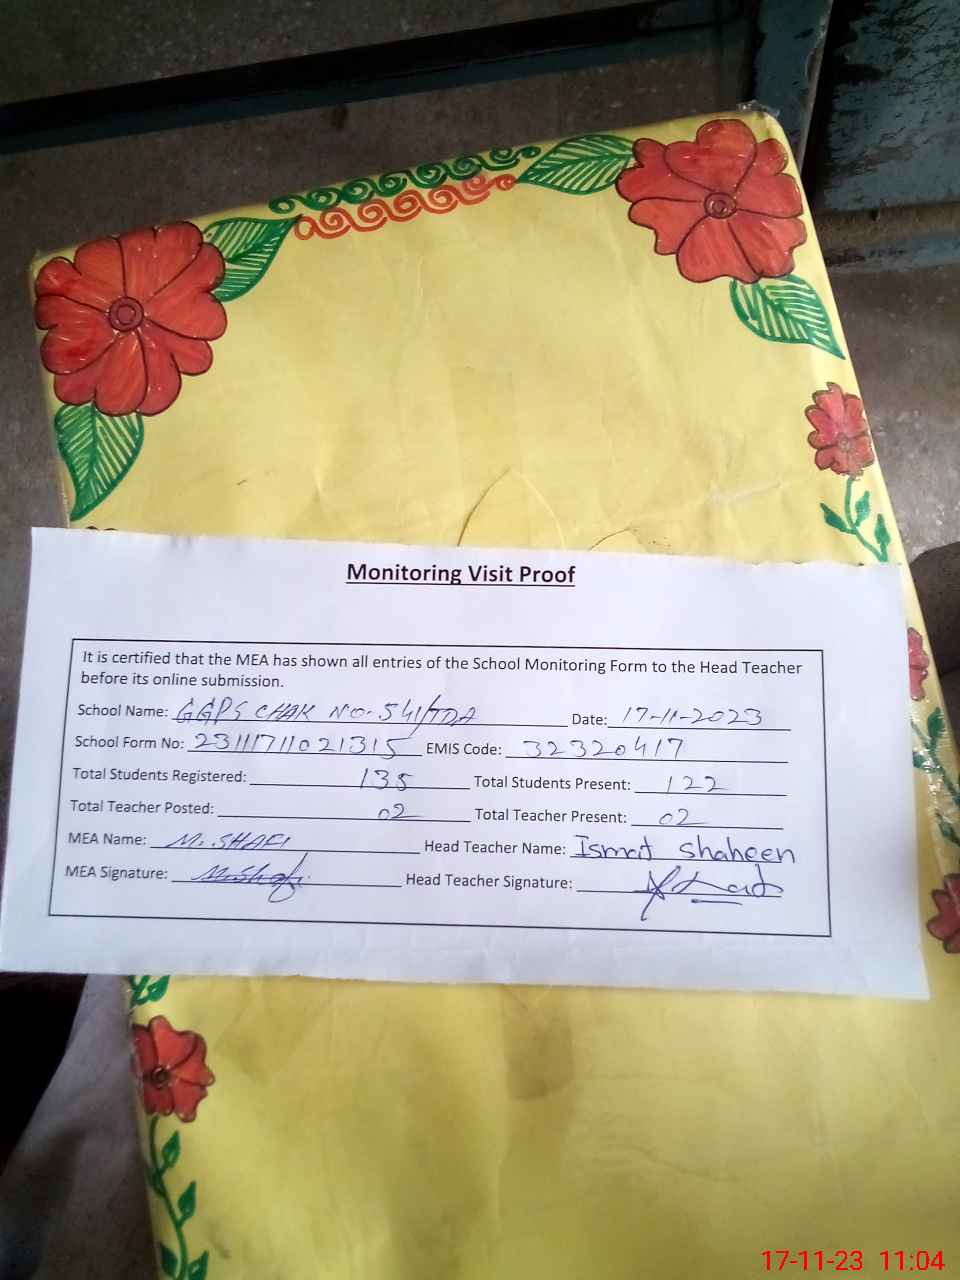 Monitoring Visit Proof
It is certified that the MEA has shown all entries of the School Monitoring Form to the Head Teacher
before its online submission.
School Name: GGPS CHAK NO. 541/TDA Date: 17-11-2023
School Form No: 23111711021315 EMIS Code: 32320417
Total Students Registered: 135 Total Students Present: 122
Total Teacher Posted: 02 Total Teacher Present: 02
MEA Name: M. SHAFI Head Teacher Name: Ismat Shaheen
MEA Signature: M.Shafi Head Teacher Signature:
17-11-23 11:04